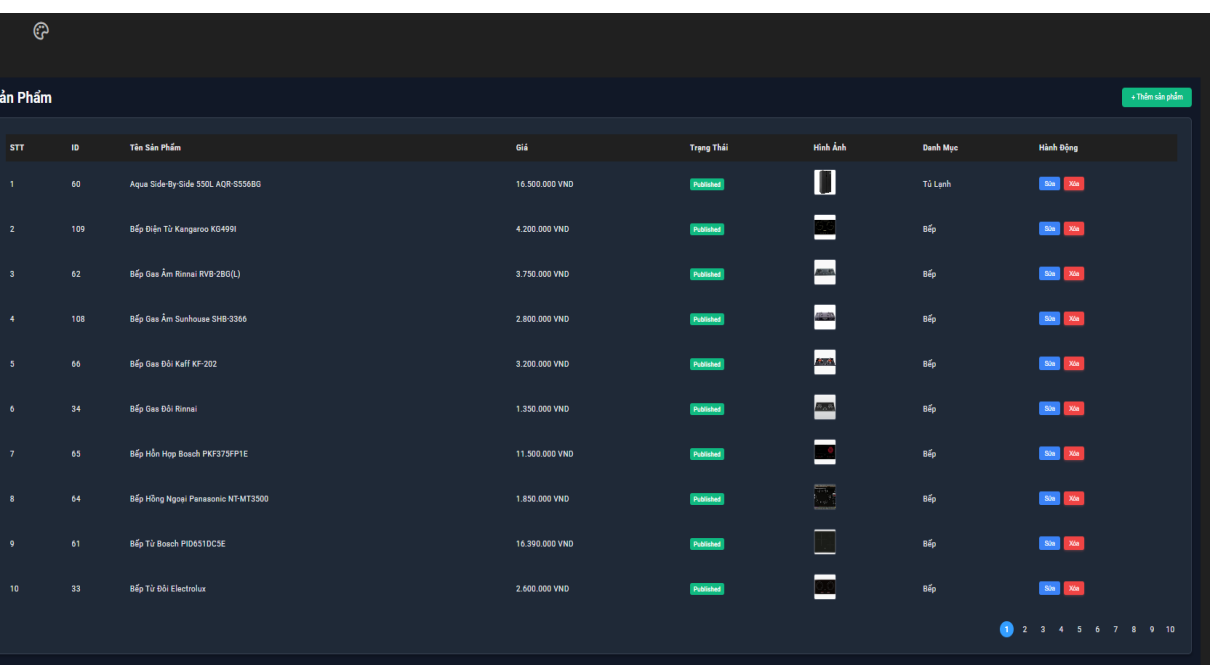 ản Phẩm
+ Thêm sản phẩm
STT ID Tên Sản Phẩm Giá Trạng Thái Hình Ảnh Danh Mục Hành Động
1 60 Aqua Side-By-Side 550L AQR-S556BG 16.500.000 VND Published Tủ Lạnh Sửa Xóa
2 109 Bếp Điện Từ Kangaroo KG499I 4.200.000 VND Published Bếp Sửa Xóa
3 62 Bếp Gas Âm Rinnai RVB-2BG(L) 3.750.000 VND Published Bếp Sửa Xóa
4 108 Bếp Gas Âm Sunhouse SHB-3366 2.800.000 VND Published Bếp Sửa Xóa
5 66 Bếp Gas Đôi Kaff KF-202 3.200.000 VND Published Bếp Sửa Xóa
6 34 Bếp Gas Đôi Rinnai 1.350.000 VND Published Bếp Sửa Xóa
7 65 Bếp Hỗn Hợp Bosch PKF375FP1E 11.500.000 VND Published Bếp Sửa Xóa
8 64 Bếp Hồng Ngoại Panasonic NT-MT3500 1.850.000 VND Published Bếp Sửa Xóa
9 61 Bếp Từ Bosch PID651DC5E 16.390.000 VND Published Bếp Sửa Xóa
10 33 Bếp Từ Đôi Electrolux 2.600.000 VND Published Bếp Sửa Xóa
1 2 3 4 5 6 7 8 9 10